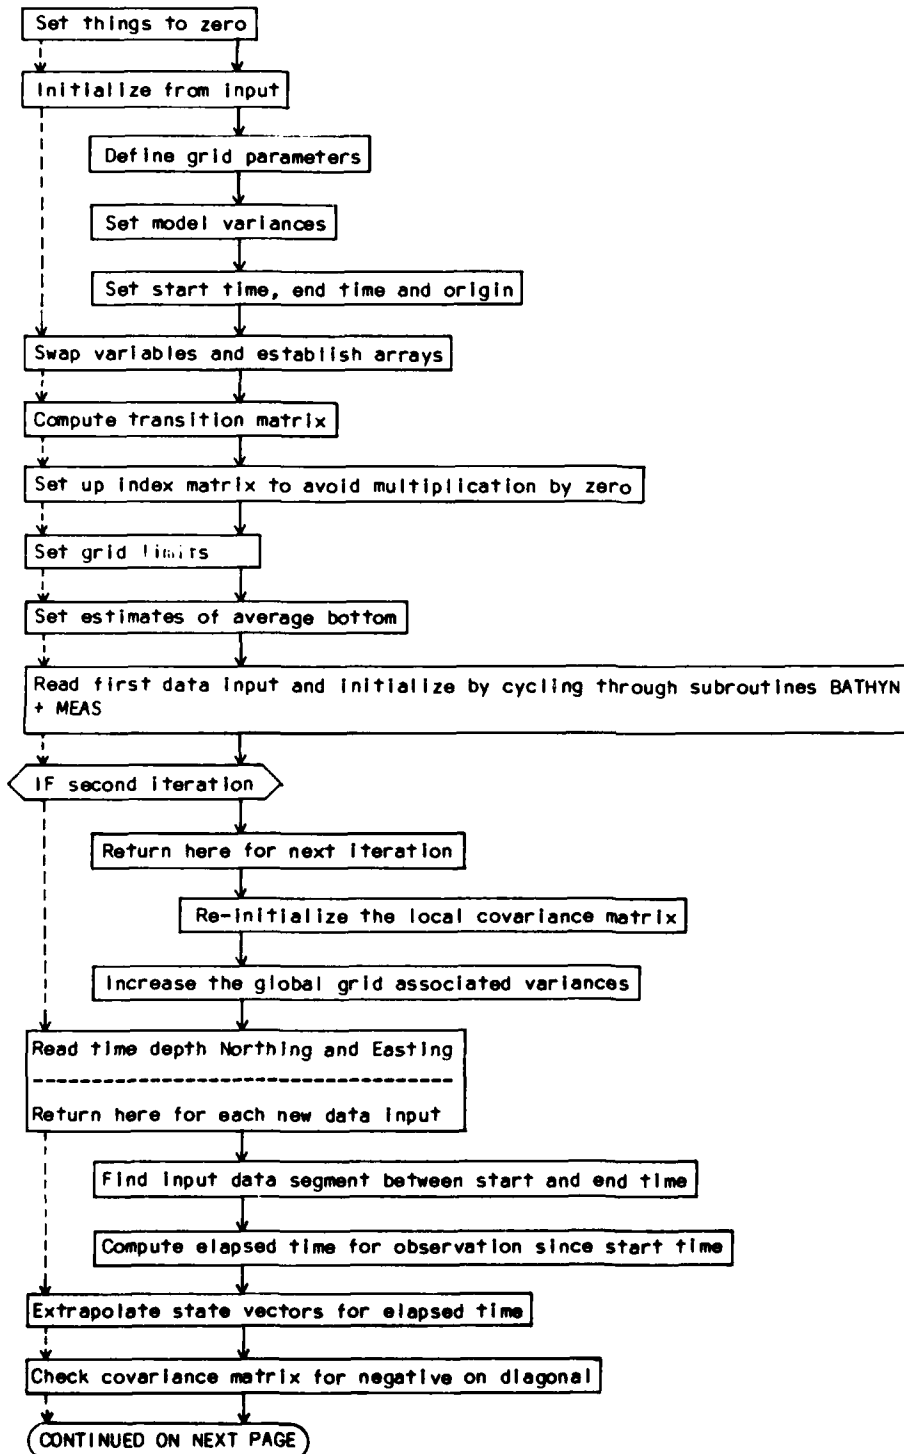 Set things to zero
Initialize from input
Define grid parameters
Set model variances
Set start time, end time and origin
Swap variables and establish arrays
Compute transition matrix
Set up index matrix to avoid multiplication by zero
Set grid limits
Set estimates of average bottom
Read first data input and initialize by cycling through subroutines BATHYN
+ MEAS
IF second iteration
Return here for next iteration
Re-initialize the local covariance matrix
Increase the global grid associated variances
Read time depth Northing and Easting
Return here for each new data input
Find input data segment between start and end time
Compute elapsed time for observation since start time
Extrapolate state vectors for elapsed time
Check covariance matrix for negative on diagonal
CONTINUED ON NEXT PAGE